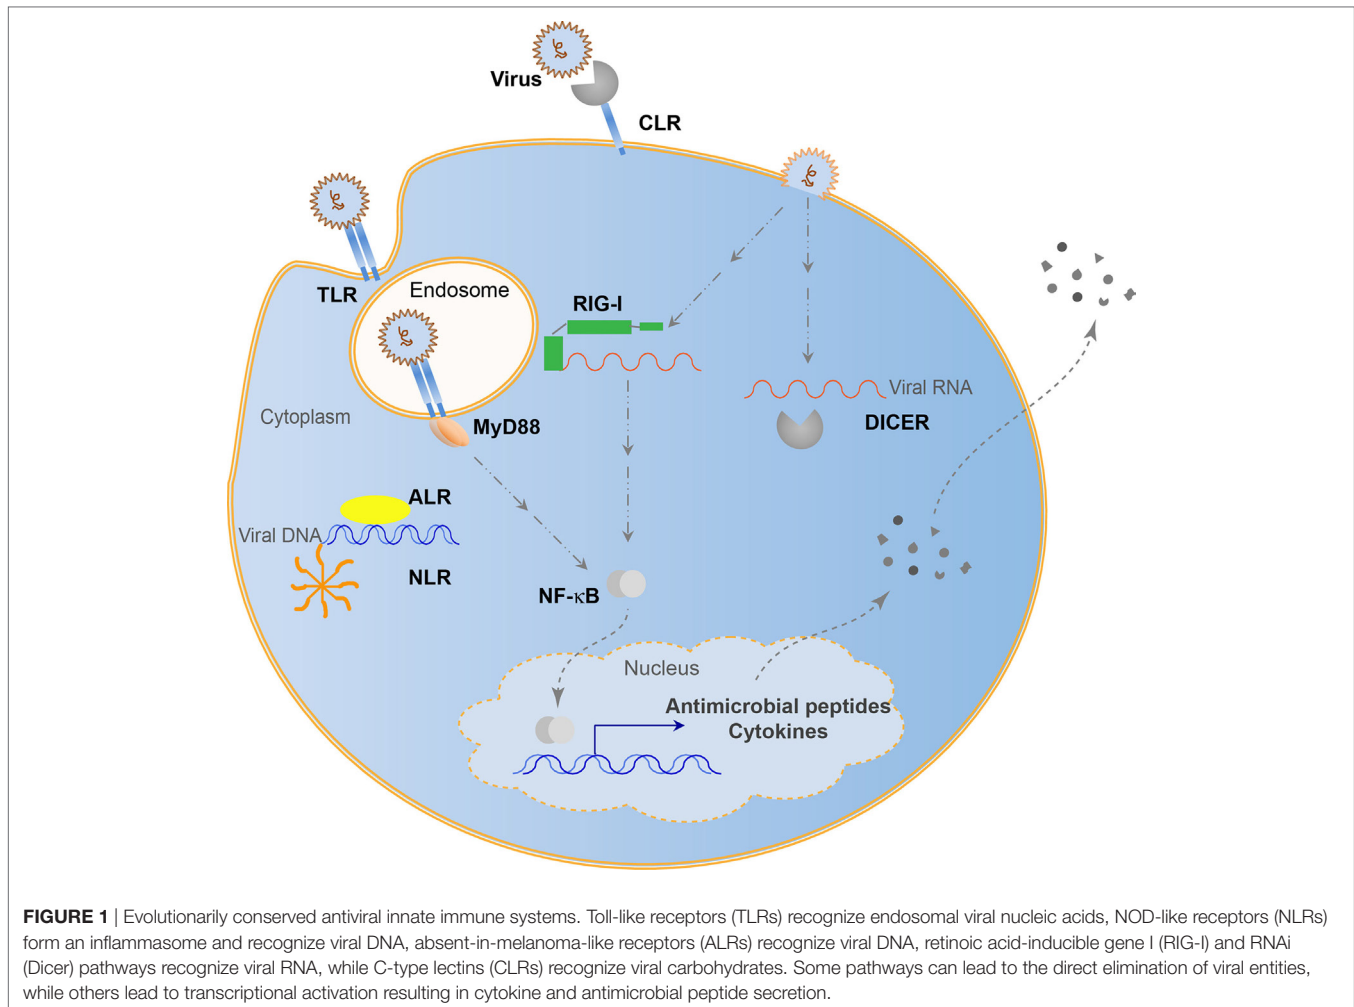 Virus
CLR
TLR
Endosome
RIG-I
Cytoplasm
MyD88
Viral RNA
DICER
ALR
Viral DNA
NLR
NF-κB
Nucleus
Antimicrobial peptides
Cytokines
FIGURE 1 | Evolutionarily conserved antiviral innate immune systems. Toll-like receptors (TLRs) recognize endosomal viral nucleic acids, NOD-like receptors (NLRs)
form an inflammasome and recognize viral DNA, absent-in-melanoma-like receptors (ALRs) recognize viral DNA, retinoic acid-inducible gene I (RIG-I) and RNAi
(Dicer) pathways recognize viral RNA, while C-type lectins (CLRs) recognize viral carbohydrates. Some pathways can lead to the direct elimination of viral entities,
while others lead to transcriptional activation resulting in cytokine and antimicrobial peptide secretion.